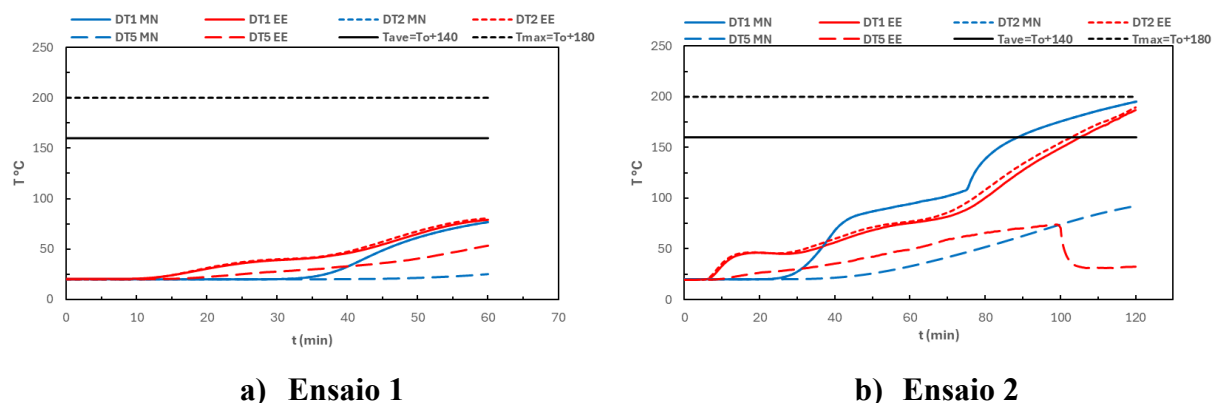 DT1 MN DT1 EE DT2 MN DT2 EE
DT5 MN DT5 EE Tave=To+140 Tmax=To+180
250
200
150
100
50
0
T °C
0 10 20 30 40 50 60 70
t (min)
a) Ensaio 1
DT1 MN DT1 EE DT2 MN DT2 EE
DT5 MN DT5 EE Tave=To+140 Tmax=To+180
250
200
150
100
50
0
T °C
0 20 40 60 80 100 120
t (min)
b) Ensaio 2